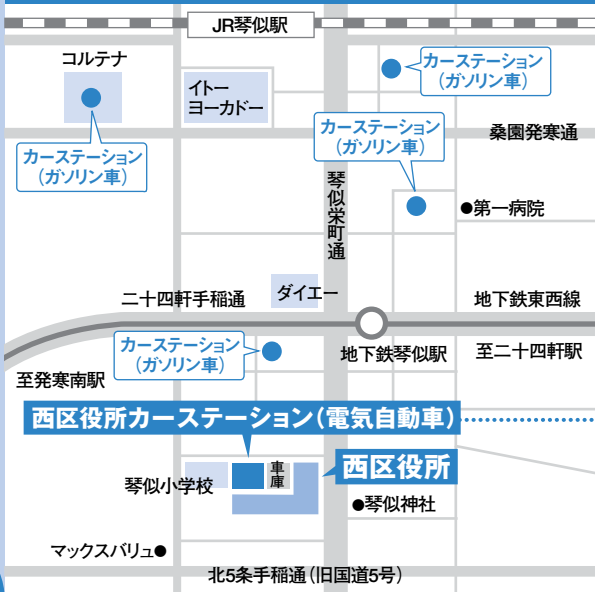 JR琴似駅
コルテナ
イトー
ヨーカドー
カーステーション
(ガソリン車)
カーステーション
(ガソリン車)
桑園発寒通
カーステーション
(ガソリン車)
琴似栄町通
●第一病院
二十四軒手稲通
ダイエー
地下鉄東西線
カーステーション
(ガソリン車)
地下鉄琴似駅
至二十四軒駅
至発寒南駅
西区役所カーステーション(電気自動車)
琴似小学校
車庫
西区役所
●琴似神社
マックスバリュ●
北5条手稲通(旧国道5号)